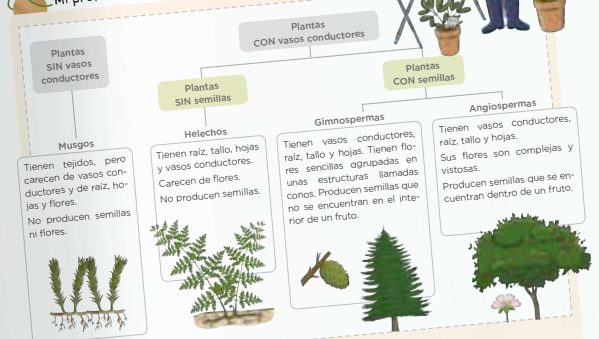 Mi
Plantas
SIN vasos
conductores
Plantas
CON vasos conductores
Plantas
SIN semillas
Plantas
CON semillas
Musgos
Tienen tejidos, pero
carecen de vasos con-
ductores y de raíz, ho-
jas y flores.
No producen semillas
ni flores.
Helechos
Tienen raíz, tallo, hojas
y vasos conductores.
Carecen de flores.
No producen semillas.
Gimnospermas
Tienen vasos conductores,
raíz, tallo y hojas. Tienen flo-
res sencillas agrupadas en
unas estructuras llamadas
conos. Producen semillas que
no se encuentran en el inte-
rior de un fruto.
Angiospermas
Tienen vasos conductores,
raíz, tallo y hojas.
Sus flores son complejas y
vistosas.
Producen semillas que se en-
cuentran dentro de un fruto.